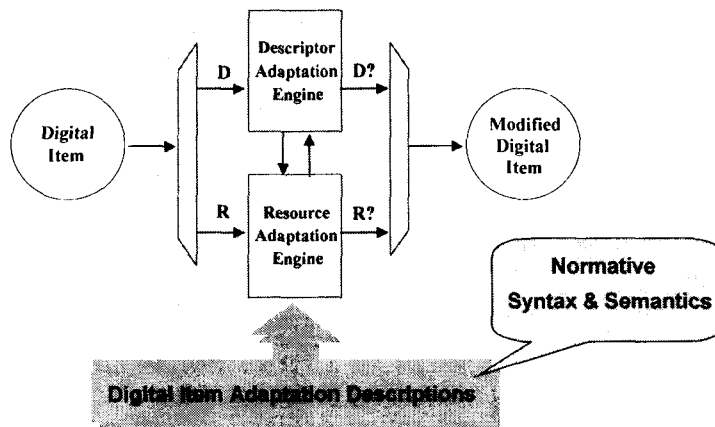 Descriptor
Adaptation
Engine
D
D?
Digital
Item
Modified
Digital
Item
R
Resource
Adaptation
Engine
R?
Normative
Syntax & Semantics
Digital Item Adaptation Descriptions